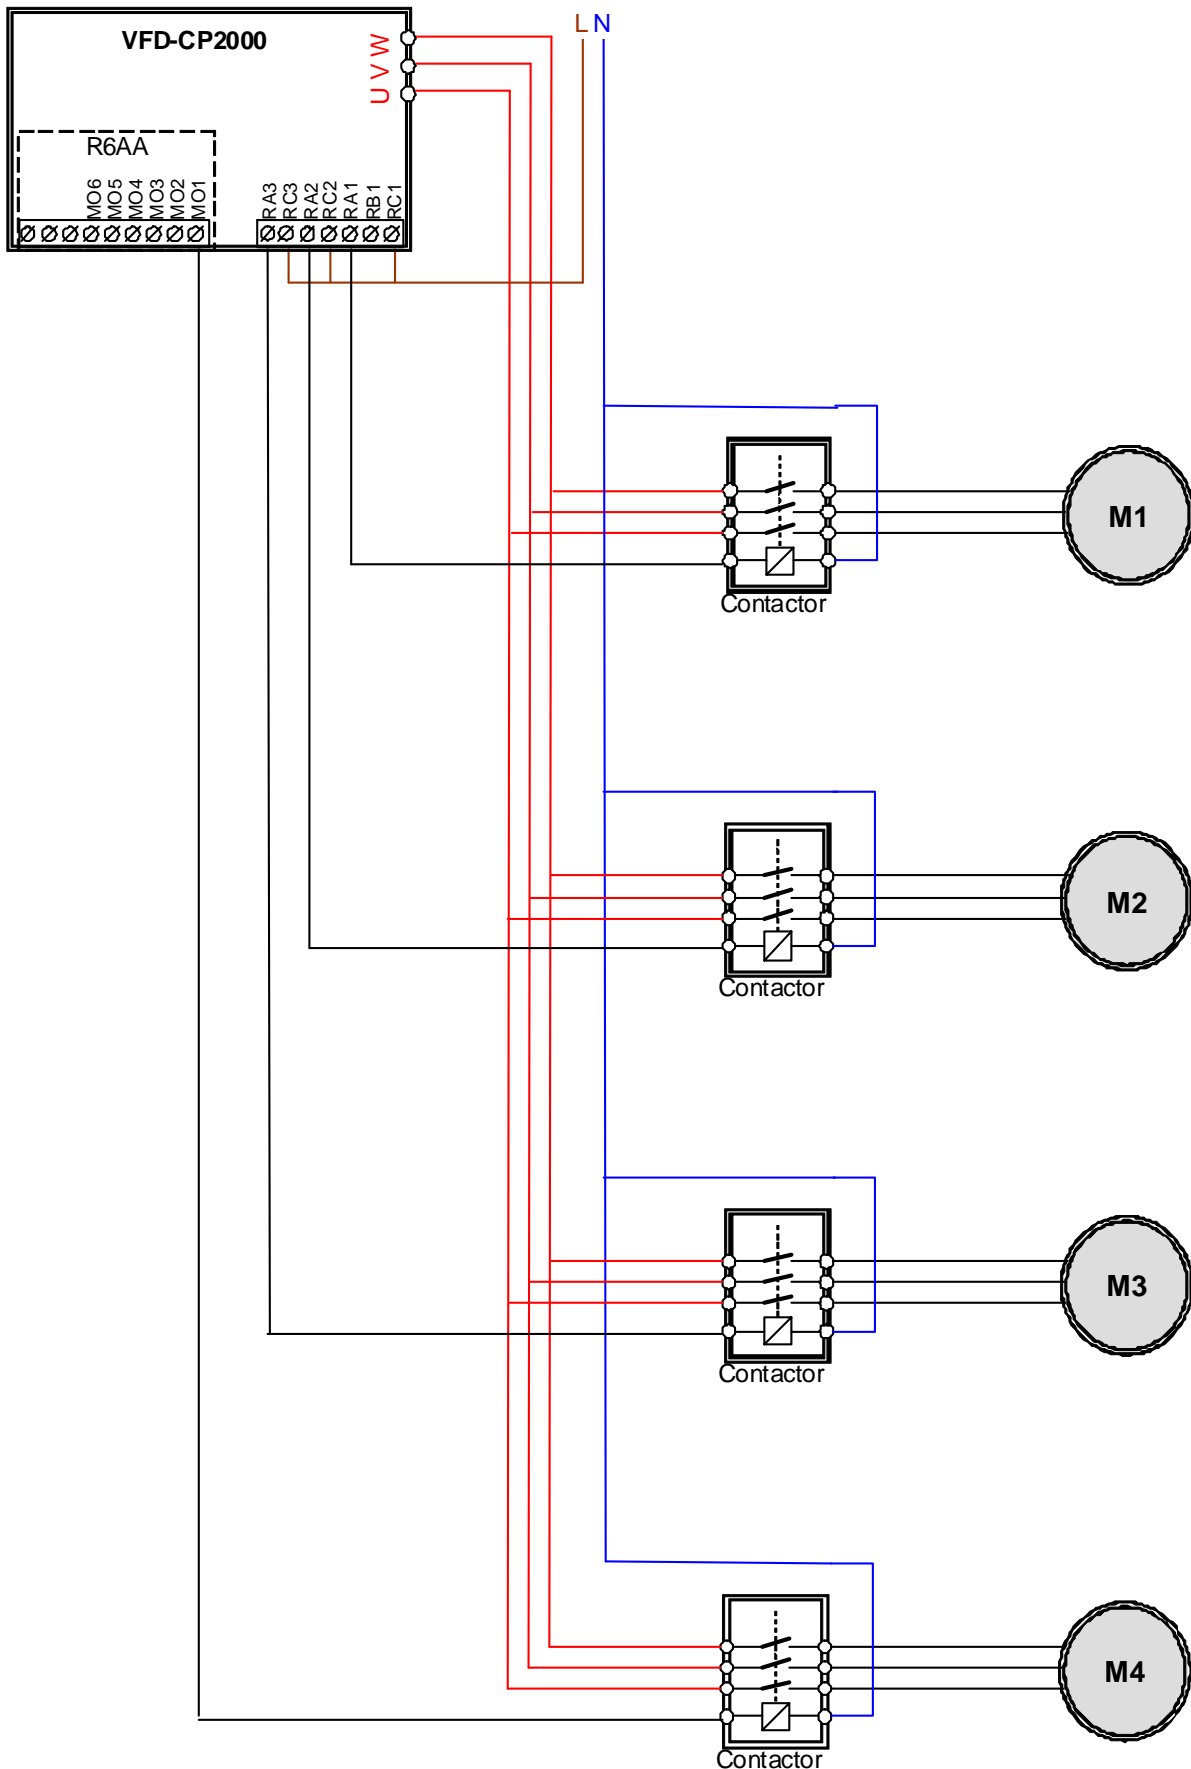 VFD-CP2000
L N
U V W
R6AA
MO6
MO5
MO4
MO3
MO2
MO1
RA3
RC3
RA2
RC2
RA1
RB1
RC1
M1
Contactor
M2
Contactor
M3
Contactor
M4
Contactor